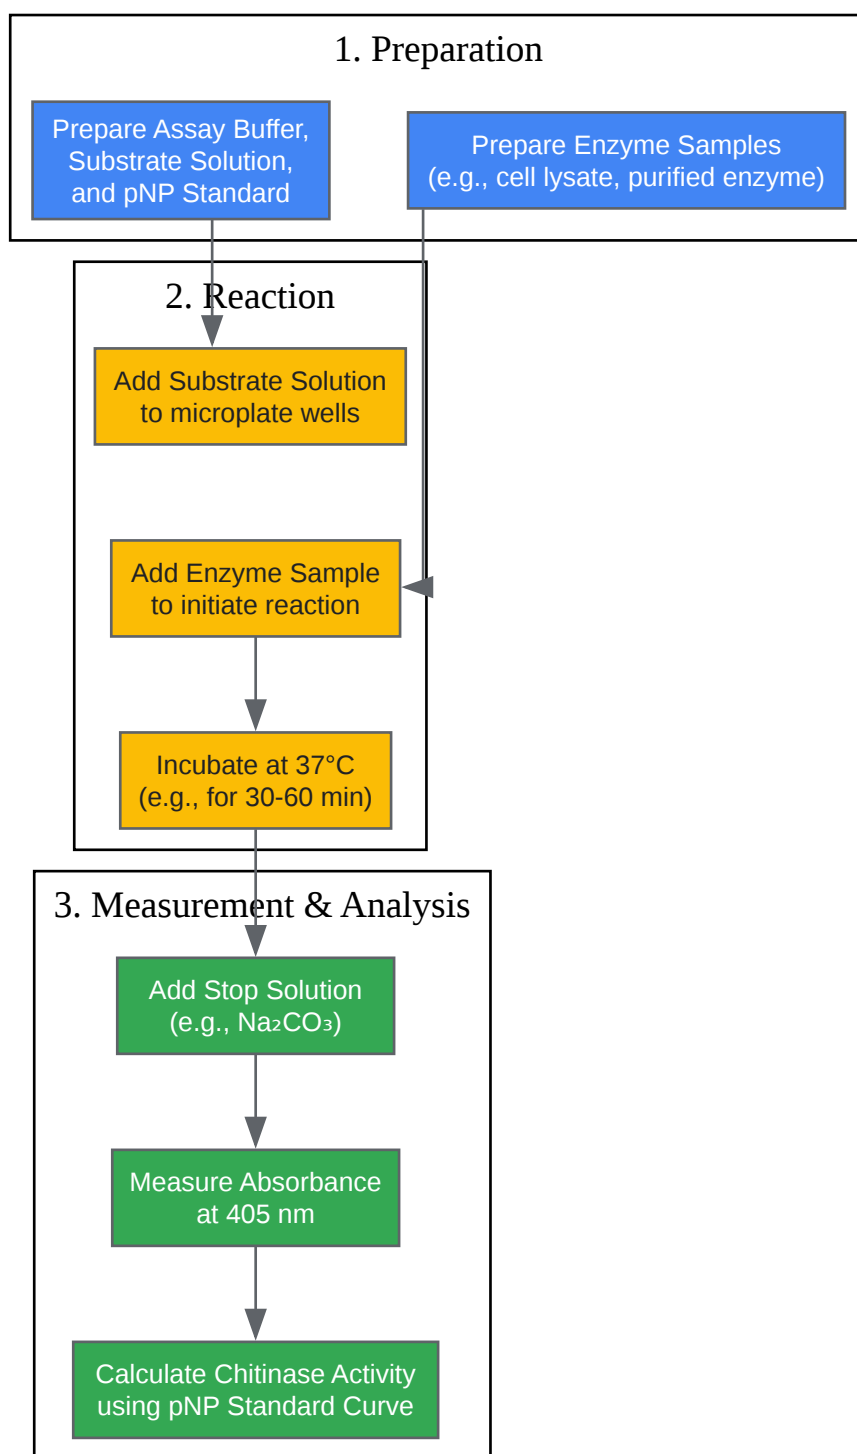 1. Preparation
Prepare Assay Buffer,
Substrate Solution,
and pNP Standard
Prepare Enzyme Samples
(e.g., cell lysate, purified enzyme)
2. Reaction
Add Substrate Solution
to microplate wells
Add Enzyme Sample
to initiate reaction
Incubate at 37°C
(e.g., for 30-60 min)
3. Measurement & Analysis
Add Stop Solution
(e.g., Na₂CO₃)
Measure Absorbance
at 405 nm
Calculate Chitinase Activity
using pNP Standard Curve